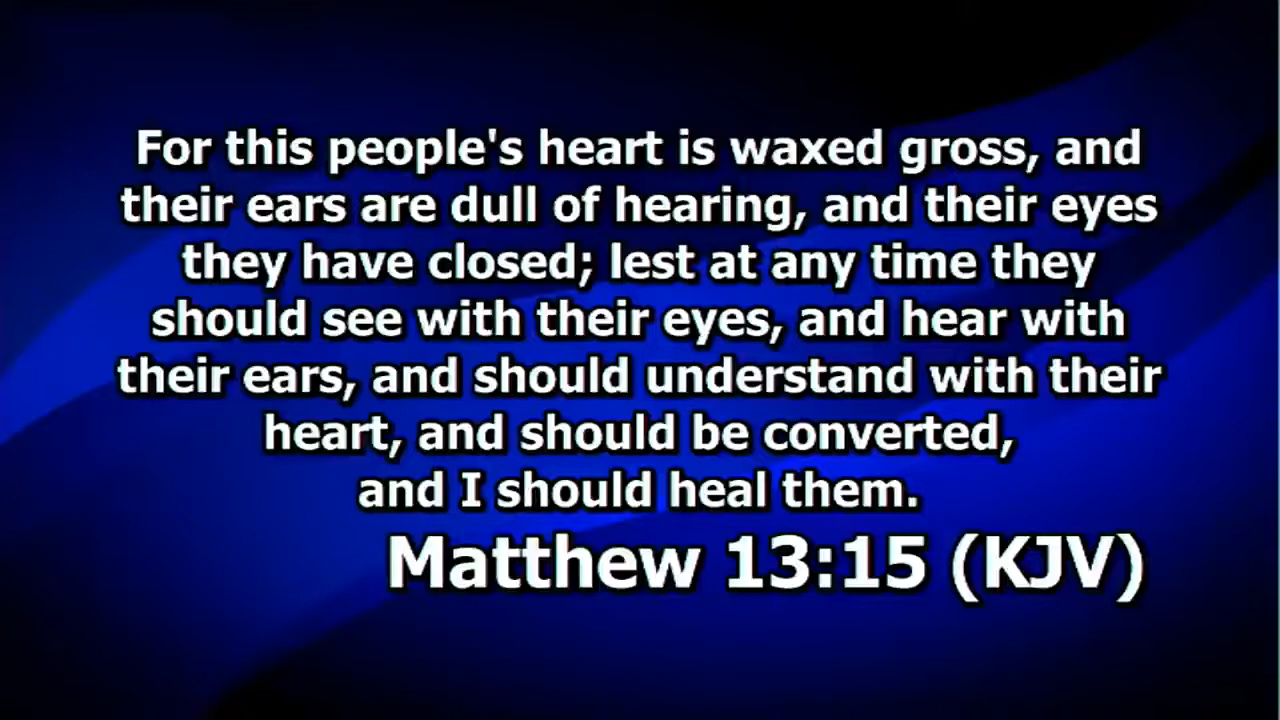 For this people's heart is waxed gross, and
their ears are dull of hearing, and their eyes
they have closed; lest at any time they
should see with their eyes, and hear with
their ears, and should understand with their
heart, and should be converted,
and I should heal them.
Matthew 13:15 (KJV)